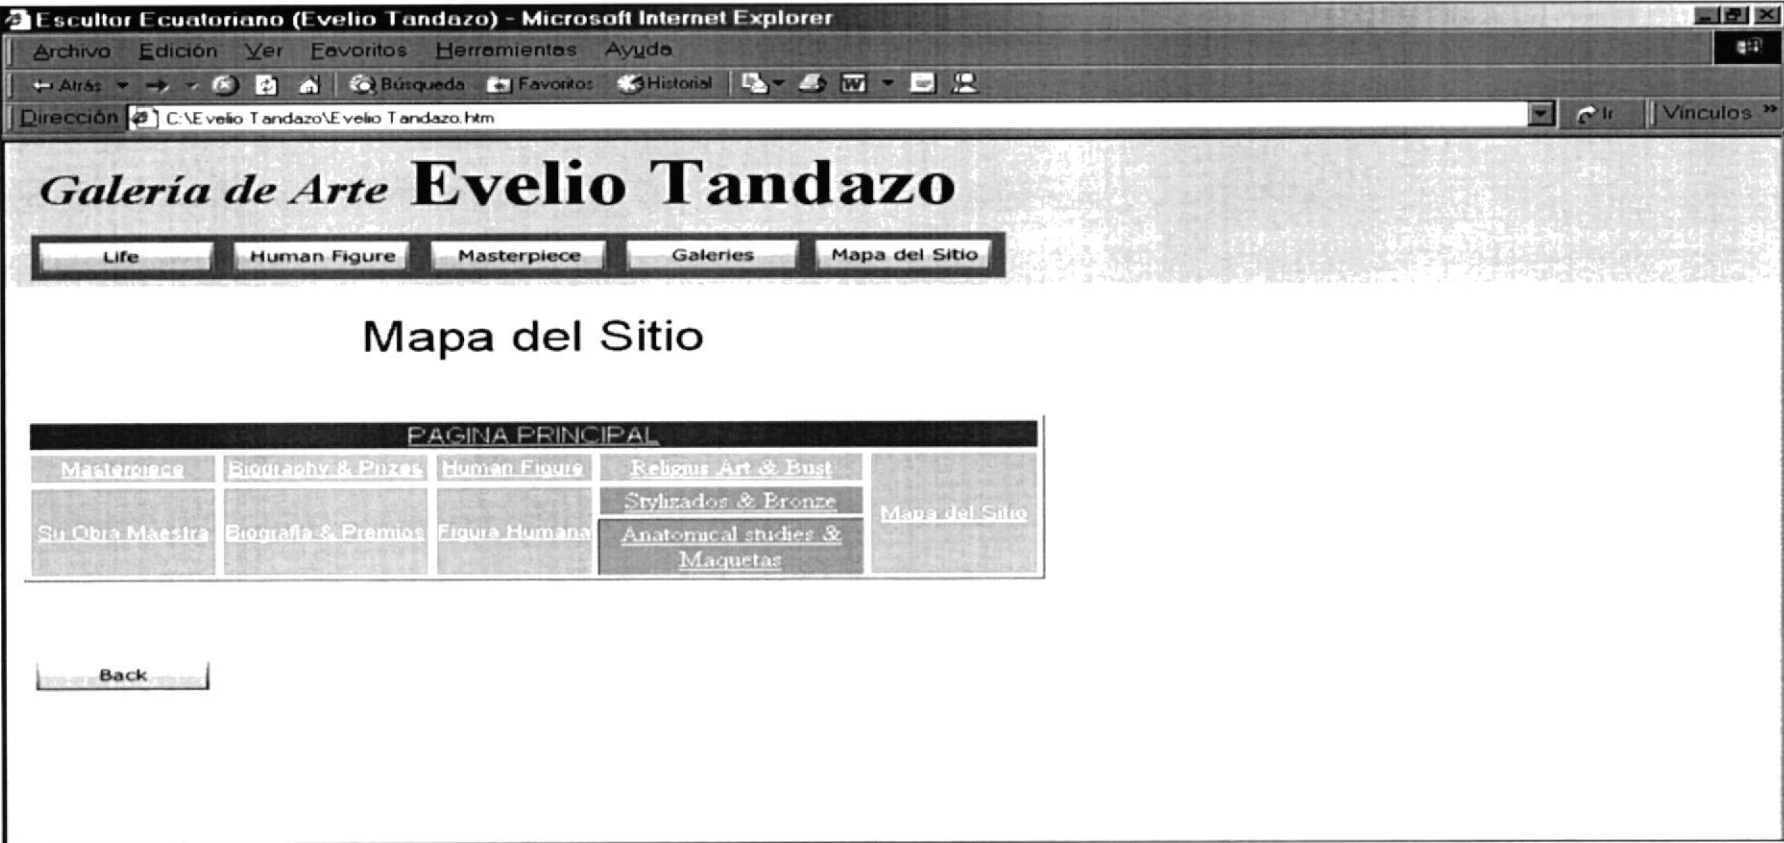 Escultor Ecuatoriano (Evelio Tandazo) - Microsoft Internet Explorer
Archivo Edición Ver Favoritos Herramientas Ayuda
Atrás Búsqueda Favoritos Historial
Dirección C:\Evelio Tandazo\Evelio Tandazo.htm Ir Vínculos »
Galería de Arte Evelio Tandazo
Life Human Figure Masterpiece Galeries Mapa del Sitio
Mapa del Sitio
PAGINA PRINCIPAL
Masterpiece Biography & Prizes Human Figure Religius Art & Bust
Stylizados & Bronze
Mapa del Sitio
Su Obra Maestra Biografia & Premios Figura Humana Anatomical studies &
Maquetas
Back